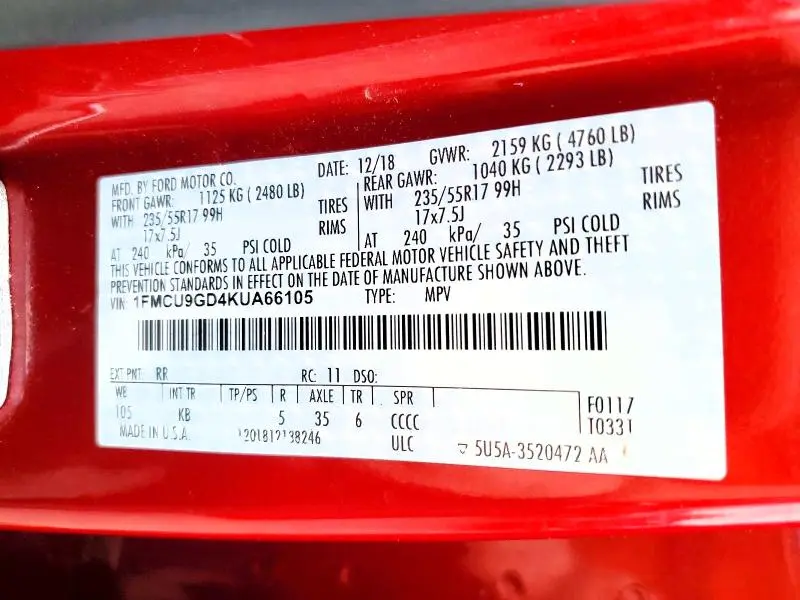 MFD. BY FORD MOTOR CO. DATE: 12/18 GVWR: 2159 KG ( 4760 LB)
FRONT GAWR: 1125 KG ( 2480 LB) REAR GAWR: 1040 KG ( 2293 LB)
WITH 235/55R17 99H TIRES WITH 235/55R17 99H TIRES
17x7.5J RIMS 17x7.5J RIMS
AT 240 kPa/ 35 PSI COLD AT 240 kPa/ 35 PSI COLD
THIS VEHICLE CONFORMS TO ALL APPLICABLE FEDERAL MOTOR VEHICLE SAFETY AND THEFT
PREVENTION STANDARDS IN EFFECT ON THE DATE OF MANUFACTURE SHOWN ABOVE.
VIN: 1FMCU9GD4KUA66105 TYPE: MPV
EXT PNT: RR RC: 11 DSO:
WB INT TR TP/PS R AXLE TR SPR
105 KB 5 35 6 CCCC
F0117
T0331
MADE IN U.S.A. ULC
5U5A-3520472 AA